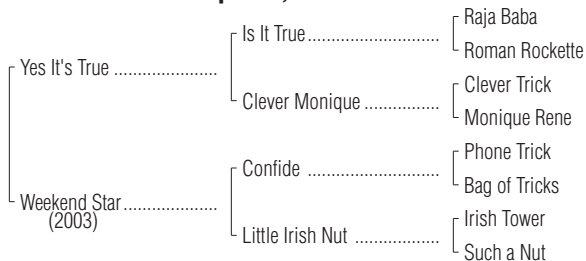 Raja Baba
Is It True
Roman Rockette
Yes It's True
Clever Trick
Clever Monique
Monique Rene
Phone Trick
Confide
Bag of Tricks
Weekend Star
(2003)
Irish Tower
Little Irish Nut
Such a Nut